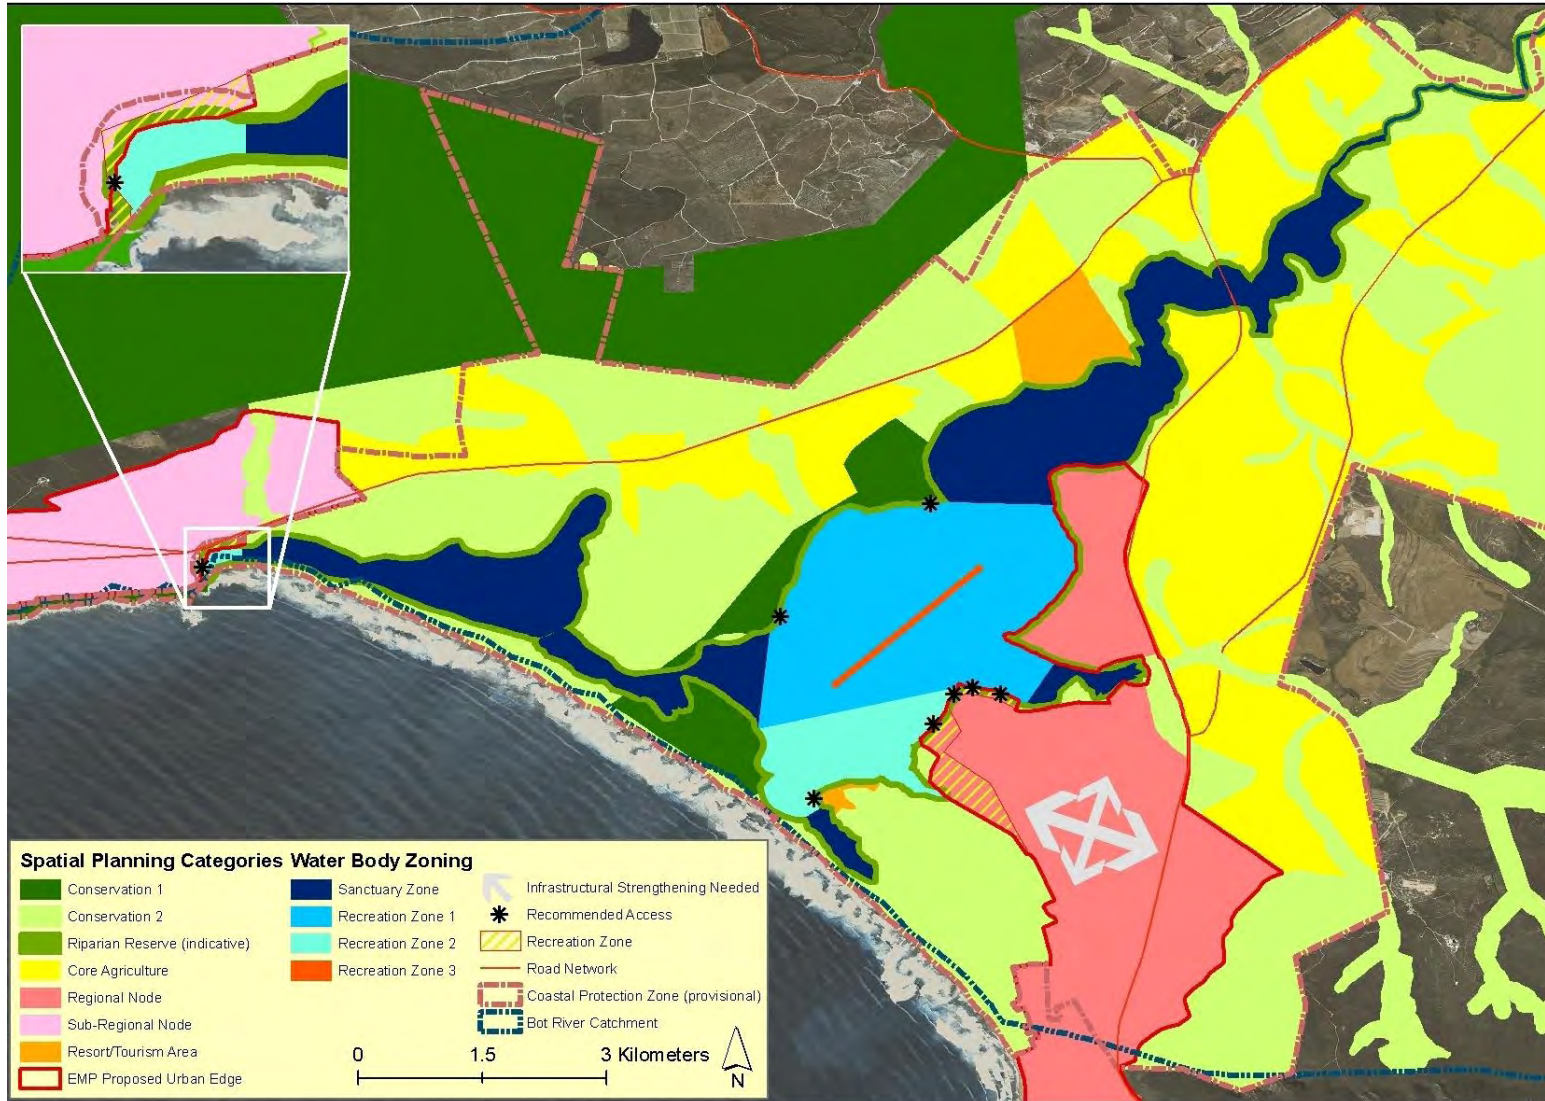 Spatial Planning Categories
Conservation 1
Conservation 2
Riparian Reserve (indicative)
Core Agriculture
Regional Node
Sub-Regional Node
Resort/Tourism Area
EMP Proposed Urban Edge
Water Body Zoning
Sanctuary Zone
Recreation Zone 1
Recreation Zone 2
Recreation Zone 3
Infrastructural Strengthening Needed
Recommended Access
Recreation Zone
Road Network
Coastal Protection Zone (provisional)
Bot River Catchment
0 1.5 3 Kilometers
N